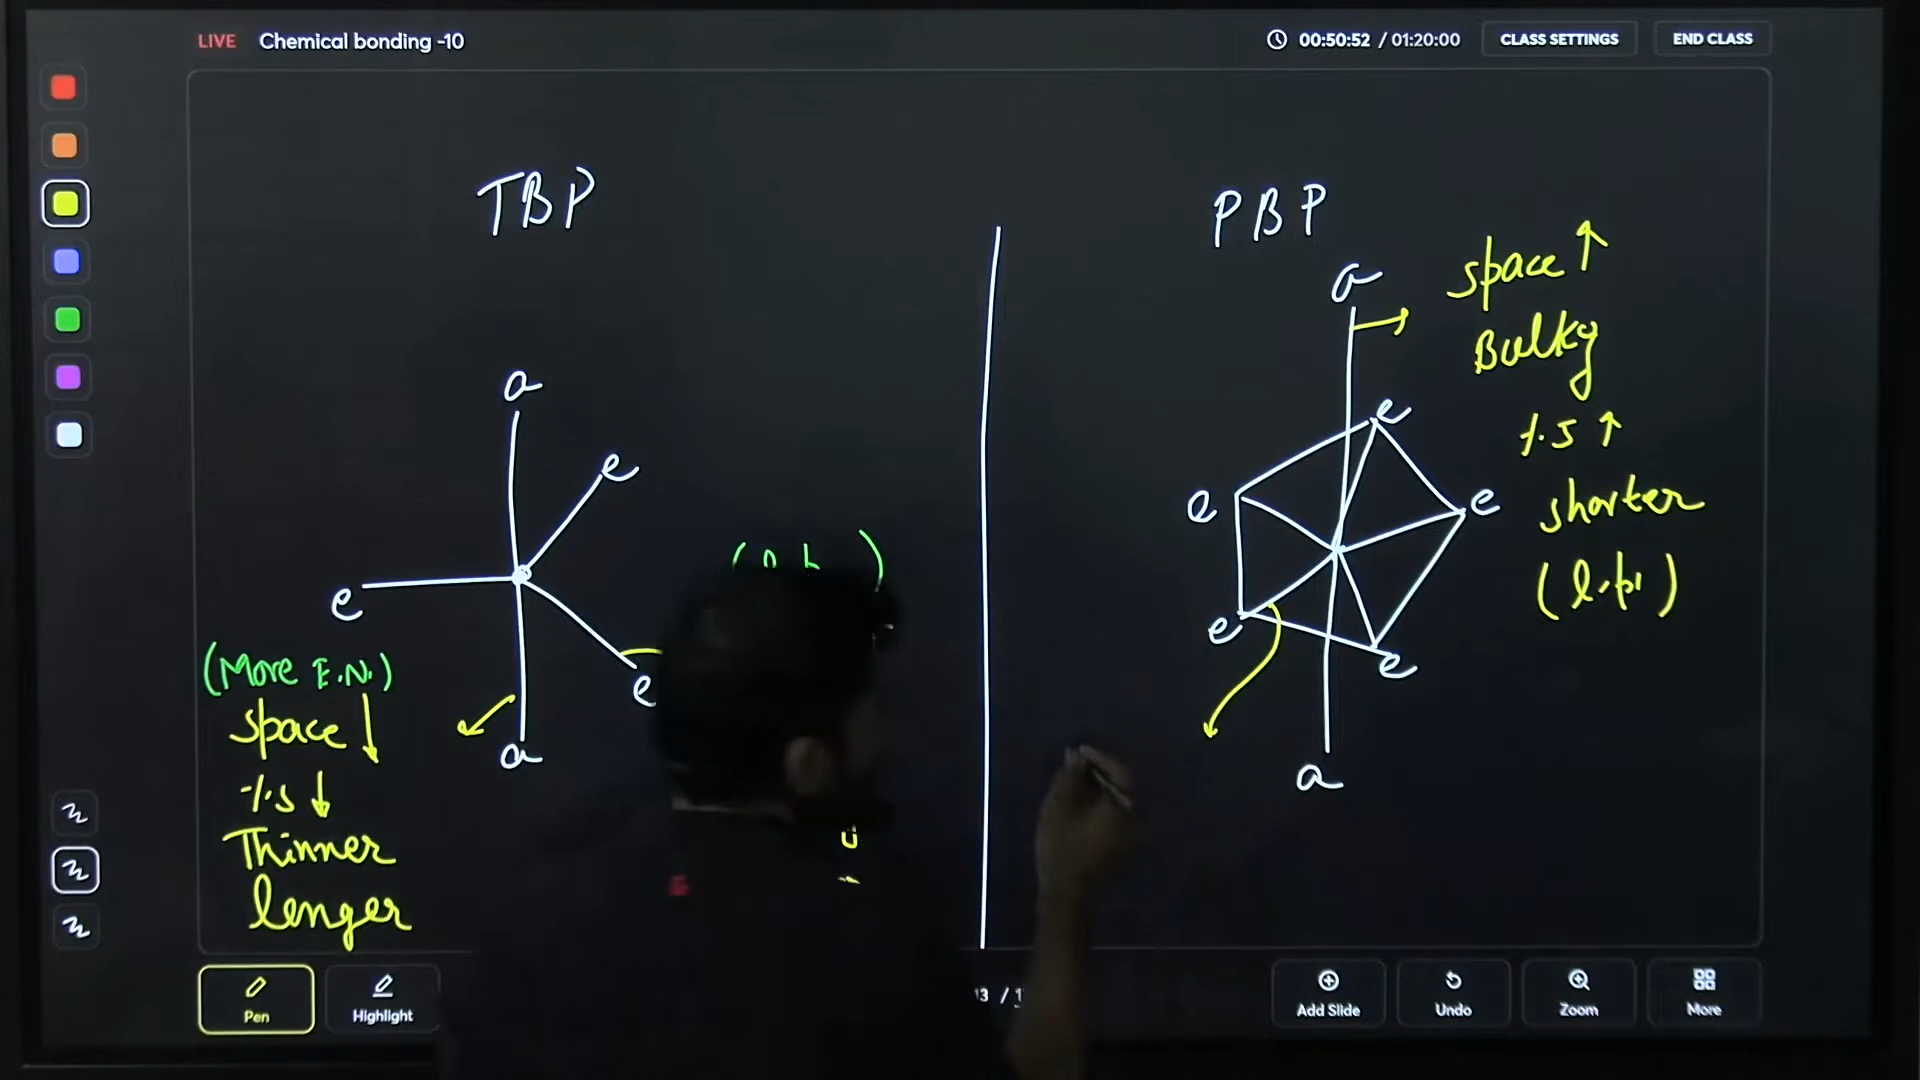 LIVE Chemical bonding -10
00:50:52 / 01:20:00 CLASS SETTINGS END CLASS
TBP
a
e
e
e
a
(More E.N.)
Space ↓
%S ↓
Thinner
longer
PBP
a
e
e
e
e
e
a
space ↑
Bulky
%S ↑
shorter
(l.p.)
Pen
Highlight
Add Slide
Undo
Zoom
More